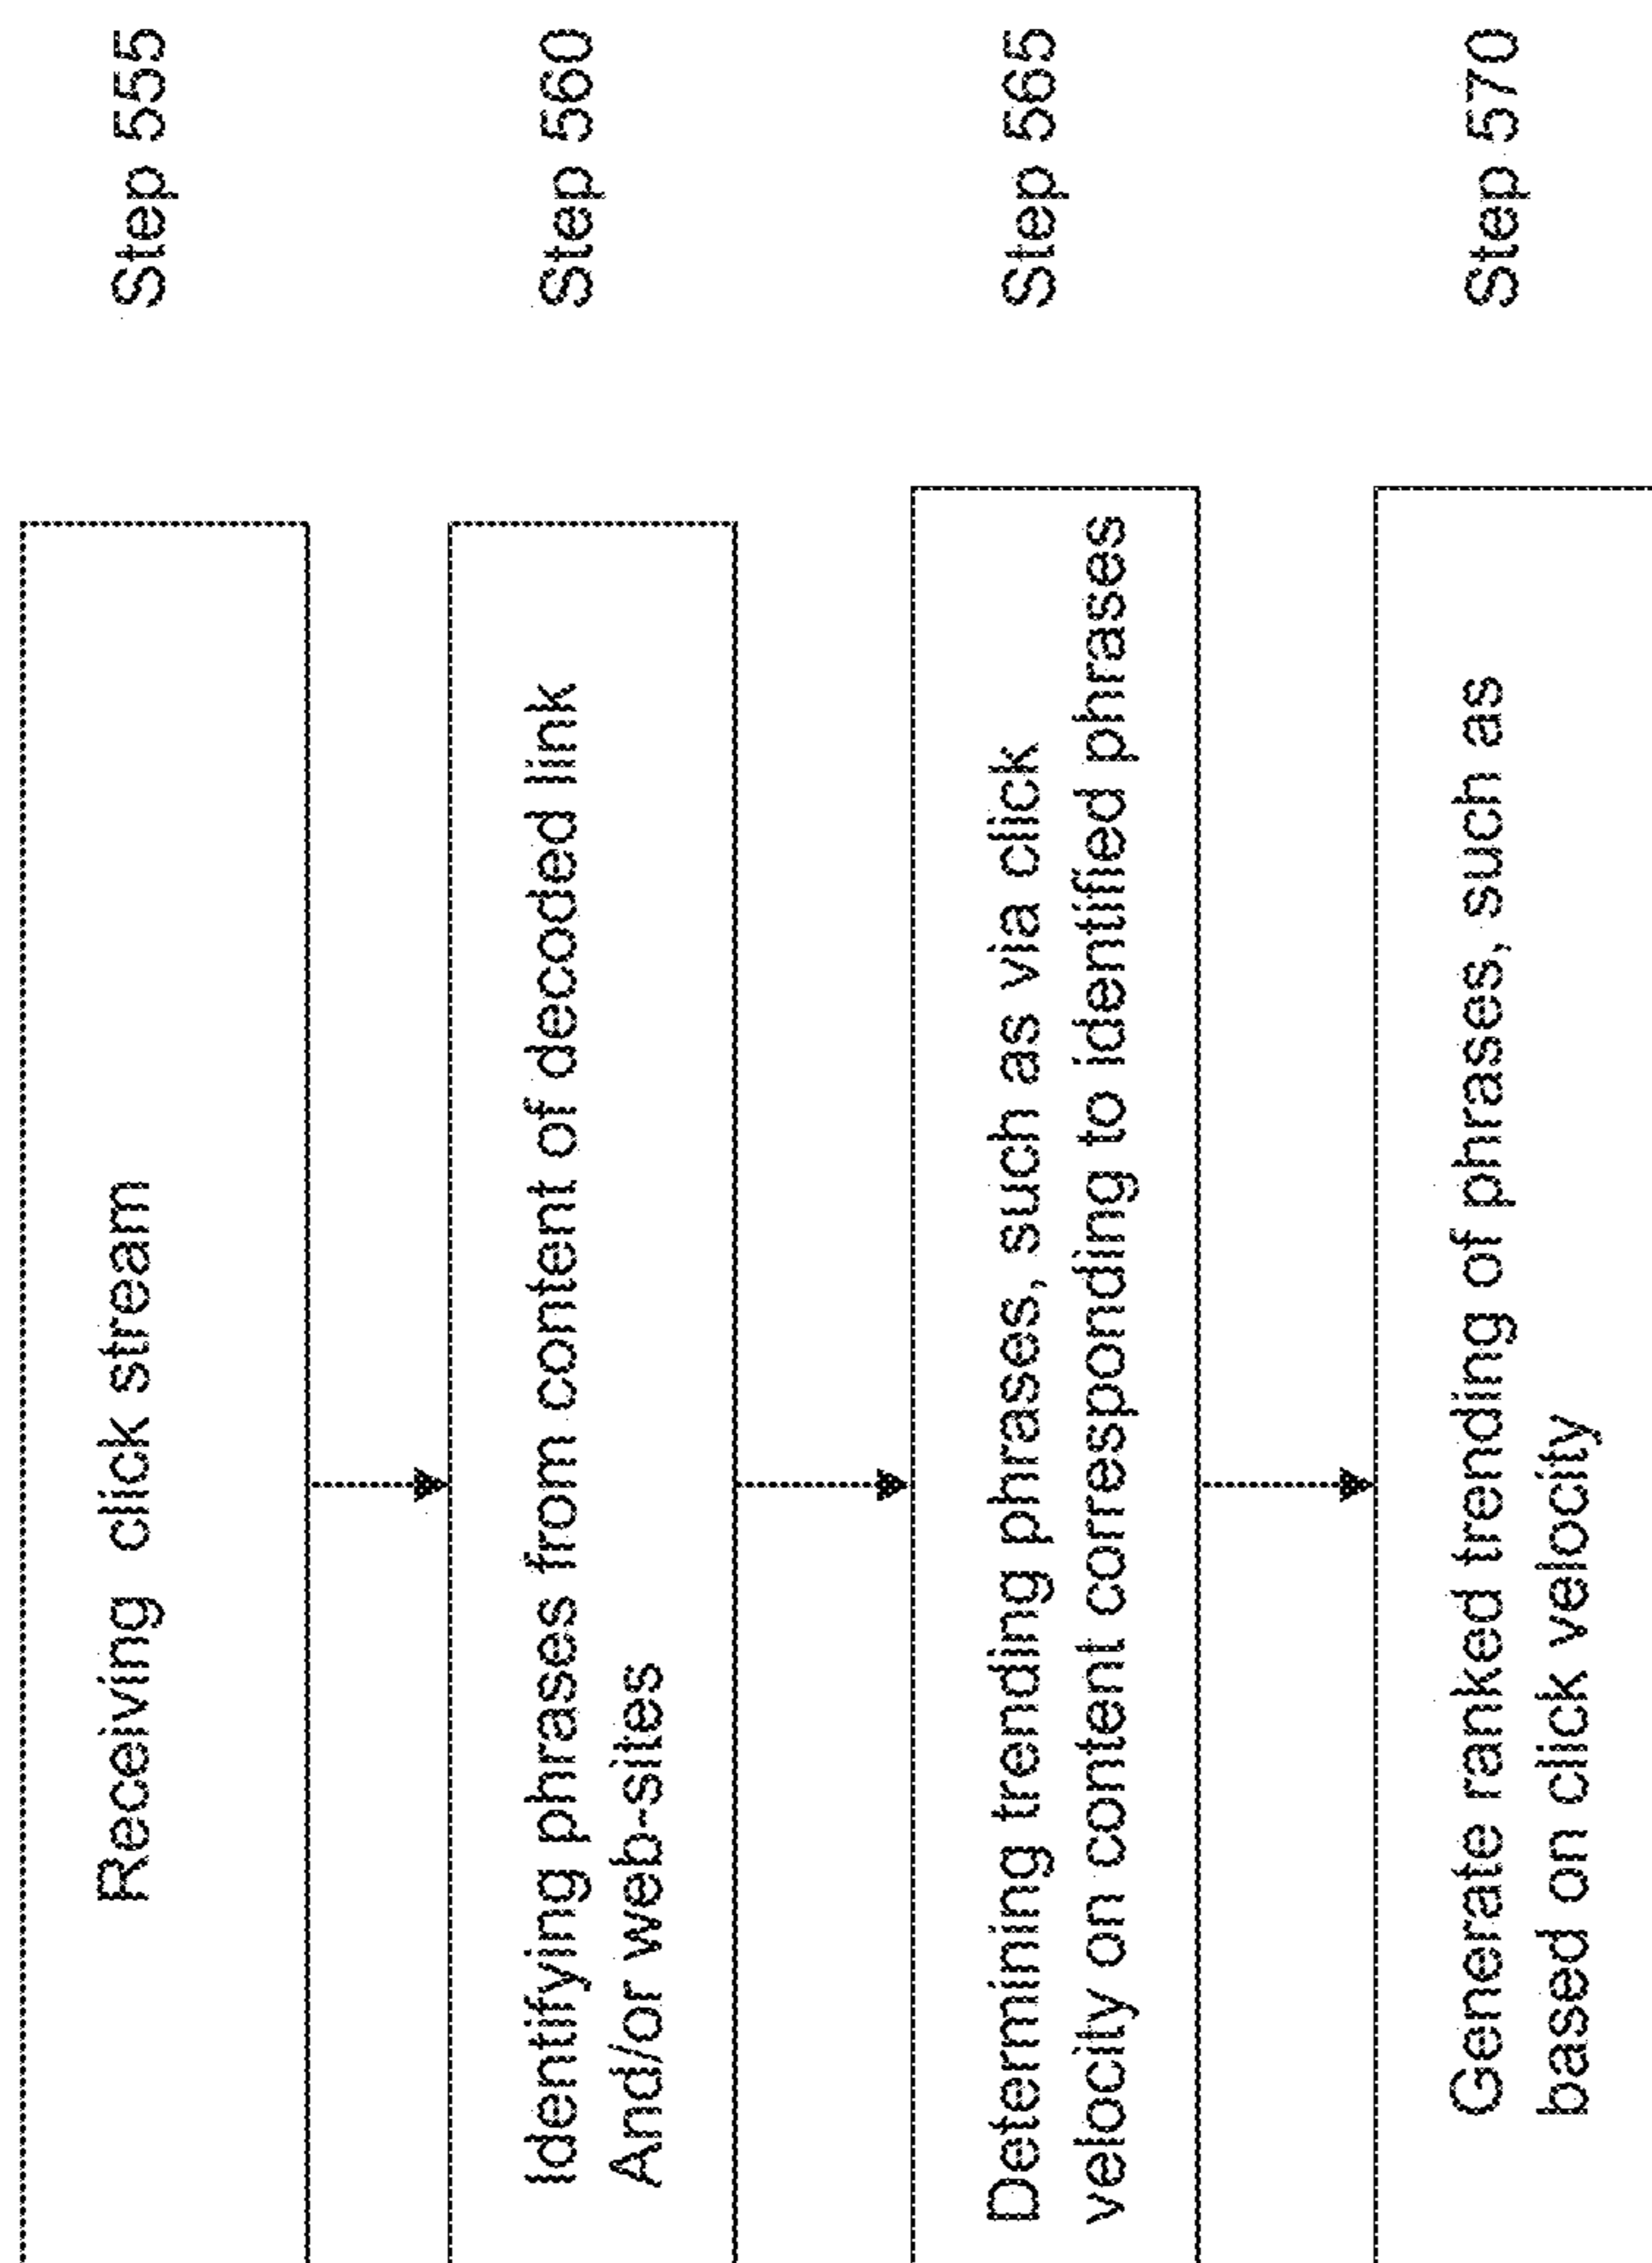 Receiving click stream
Step 555
Identifying phrases from content of decoded link
And/or web-sites
Step 560
Determining trending phrases, such as via click
velocity on content corresponding to identified phrases
Step 565
Generate ranked trending of phrases, such as
based on click velocity
Step 570